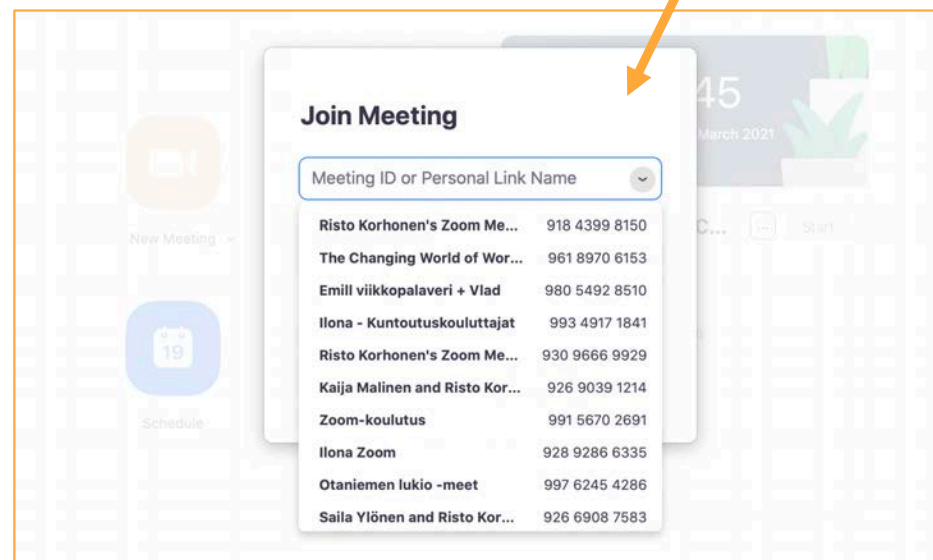 45
March 2021
Join Meeting
Meeting ID or Personal Link Name
Risto Korhonen's Zoom Me... 918 4399 8150
The Changing World of Wor... 961 8970 6153
Emill viikkopalaveri + Vlad 980 5492 8510
Ilona - Kuntoutuskouluttajat 993 4917 1841
Risto Korhonen's Zoom Me... 930 9666 9929
Kaija Malinen and Risto Kor... 926 9039 1214
Zoom-koulutus 991 5670 2691
Ilona Zoom 928 9286 6335
Otaniemen lukio -meet 997 6245 4286
Saila Ylönen and Risto Kor... 926 6908 7583
New Meeting
C... ... Start
19
Schedule